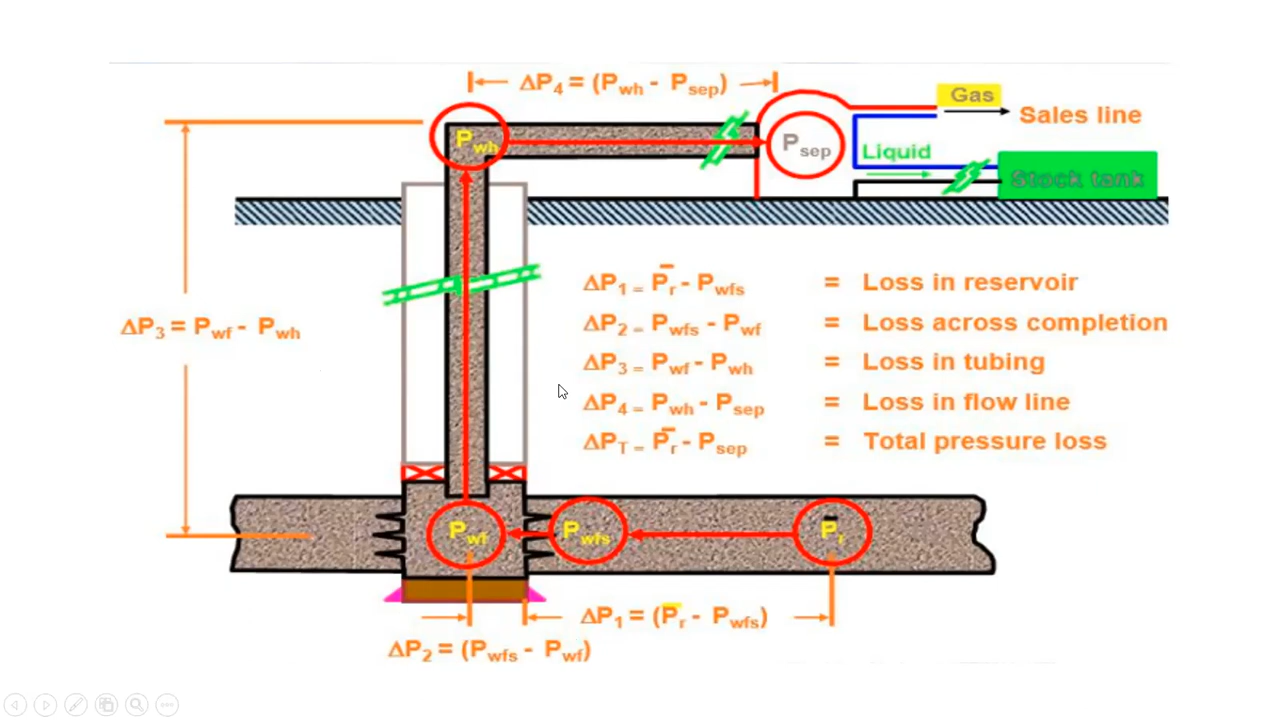 ΔP4 = (Pwh - Psep)
Gas
Sales line
Pwh
Psep
Liquid
Stock tank
ΔP1 = P̄r - Pwfs = Loss in reservoir
ΔP2 = Pwfs - Pwf = Loss across completion
ΔP3 = Pwf - Pwh
ΔP3 = Pwf - Pwh = Loss in tubing
ΔP4 = Pwh - Psep = Loss in flow line
ΔPT = P̄r - Psep = Total pressure loss
Pwf
Pwfs
P̄r
ΔP1 = (P̄r - Pwfs)
ΔP2 = (Pwfs - Pwf)